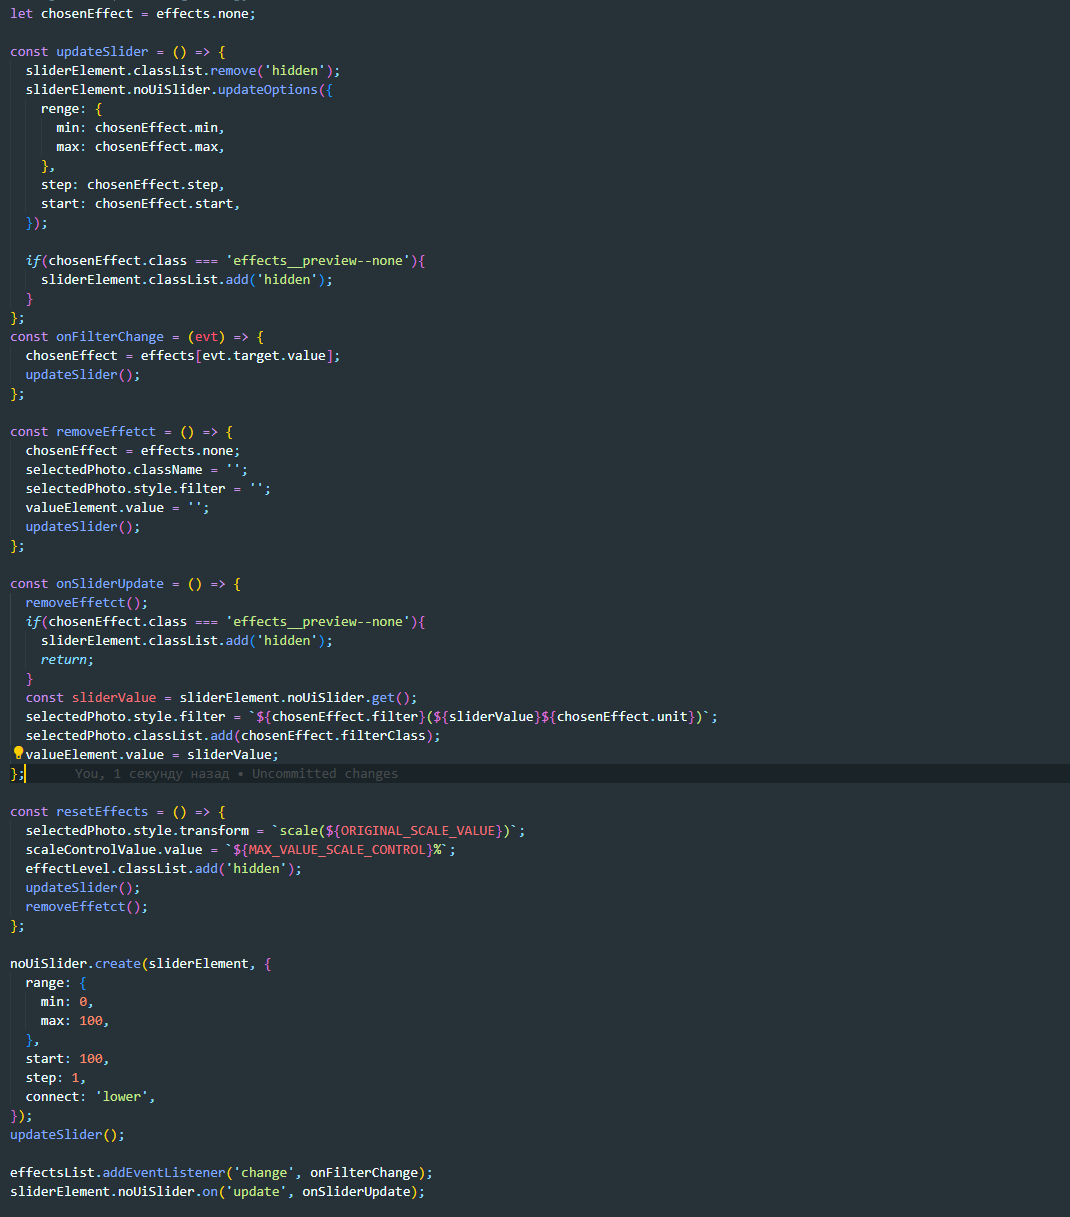 let chosenEffect = effects.none;

const updateSlider = () => {
  sliderElement.classList.remove('hidden');
  sliderElement.noUiSlider.updateOptions({
    renge: {
      min: chosenEffect.min,
      max: chosenEffect.max,
    },
    step: chosenEffect.step,
    start: chosenEffect.start,
  });

  if(chosenEffect.class === 'effects__preview--none'){
    sliderElement.classList.add('hidden');
  }
};
const onFilterChange = (evt) => {
  chosenEffect = effects[evt.target.value];
  updateSlider();
};

const removeEffetct = () => {
  chosenEffect = effects.none;
  selectedPhoto.className = '';
  selectedPhoto.style.filter = '';
  valueElement.value = '';
  updateSlider();
};

const onSliderUpdate = () => {
  removeEffetct();
  if(chosenEffect.class === 'effects__preview--none'){
    sliderElement.classList.add('hidden');
    return;
  }
  const sliderValue = sliderElement.noUiSlider.get();
  selectedPhoto.style.filter = `${chosenEffect.filter}(${sliderValue}${chosenEffect.unit})`;
  selectedPhoto.classList.add(chosenEffect.filterClass);
  valueElement.value = sliderValue;
};      You, 1 секунду назад • Uncommitted changes

const resetEffects = () => {
  selectedPhoto.style.transform = `scale(${ORIGINAL_SCALE_VALUE})`;
  scaleControlValue.value = `${MAX_VALUE_SCALE_CONTROL}%`;
  effectLevel.classList.add('hidden');
  updateSlider();
  removeEffetct();
};

noUiSlider.create(sliderElement, {
  range: {
    min: 0,
    max: 100,
  },
  start: 100,
  step: 1,
  connect: 'lower',
});
updateSlider();

effectsList.addEventListener('change', onFilterChange);
sliderElement.noUiSlider.on('update', onSliderUpdate);